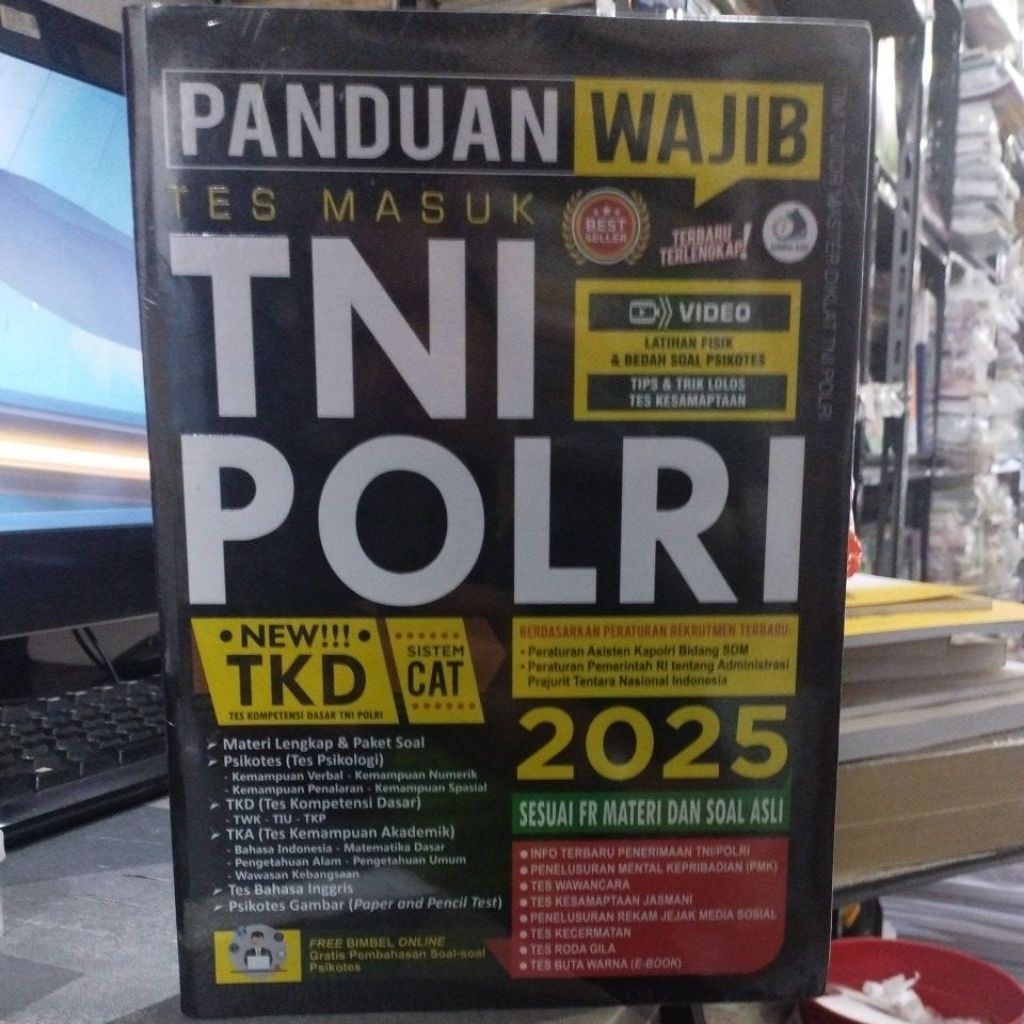 PANDUAN WAJIB
TES MASUK
TNI
POLRI
BEST
SELLER
TERBARU
TERLENGKAP!
VIDEO
LATIHAN FISIK
& BEDAH SOAL PSIKOTES
TIPS & TRIK LOLOS
TES KESAMAPTAAN
• NEW!!! •
TKD
TES KOMPETENSI DASAR TNI POLRI
SISTEM
CAT
BERDASARKAN PERATURAN REKRUTMEN TERBARU:
• Peraturan Asisten Kapolri Bidang SDM
• Peraturan Pemerintah RI tentang Administrasi
Prajurit Tentara Nasional Indonesia
2025
SESUAI FR MATERI DAN SOAL ASLI
➢ Materi Lengkap & Paket Soal
➢ Psikotes (Tes Psikologi)
- Kemampuan Verbal - Kemampuan Numerik
- Kemampuan Penalaran - Kemampuan Spasial
➢ TKD (Tes Kompetensi Dasar)
- TWK - TIU - TKP
➢ TKA (Tes Kemampuan Akademik)
- Bahasa Indonesia - Matematika Dasar
- Pengetahuan Alam - Pengetahuan Umum
- Wawasan Kebangsaan
➢ Tes Bahasa Inggris
➢ Psikotes Gambar (Paper and Pencil Test)
• INFO TERBARU PENERIMAAN TNI/POLRI
• PENELUSURAN MENTAL KEPRIBADIAN (PMK)
• TES WAWANCARA
• TES KESAMAPTAAN JASMANI
• PENELUSURAN REKAM JEJAK MEDIA SOSIAL
• TES KECERMATAN
• TES RODA GILA
• TES BUTA WARNA (E-BOOK)
FREE BIMBEL ONLINE
Gratis Pembahasan Soal-soal
Psikotes
TIM TENTOR MASTER DIKLAT TNI POLRI